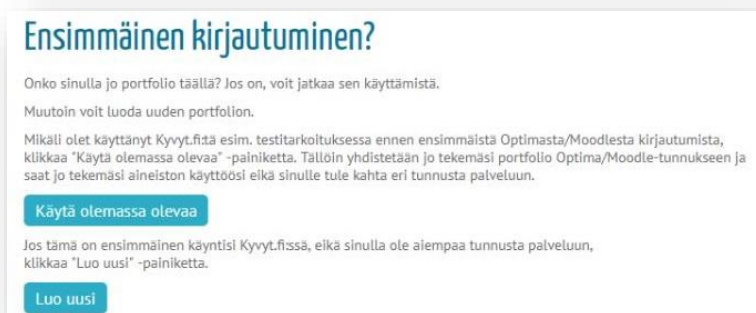 Ensimmäinen kirjautuminen?
Onko sinulla jo portfolio täällä? Jos on, voit jatkaa sen käyttämistä.
Muutoin voit luoda uuden portfolion.
Mikäli olet käyttänyt Kyvyt.fi:tä esim. testitarkoituksessa ennen ensimmäistä Optimasta/Moodlesta kirjautumista,
klikkaa "Käytä olemassa olevaa" -painiketta. Tällöin yhdistetään jo tekemäsi portfolio Optima/Moodle-tunnukseen ja
saat jo tekemäsi aineiston käyttöösi eikä sinulle tule kahta eri tunnusta palveluun.
Käytä olemassa olevaa
Jos tämä on ensimmäinen käyntisi Kyvyt.fi:ssä, eikä sinulla ole aiempaa tunnusta palveluun,
klikkaa "Luo uusi" -painiketta.
Luo uusi